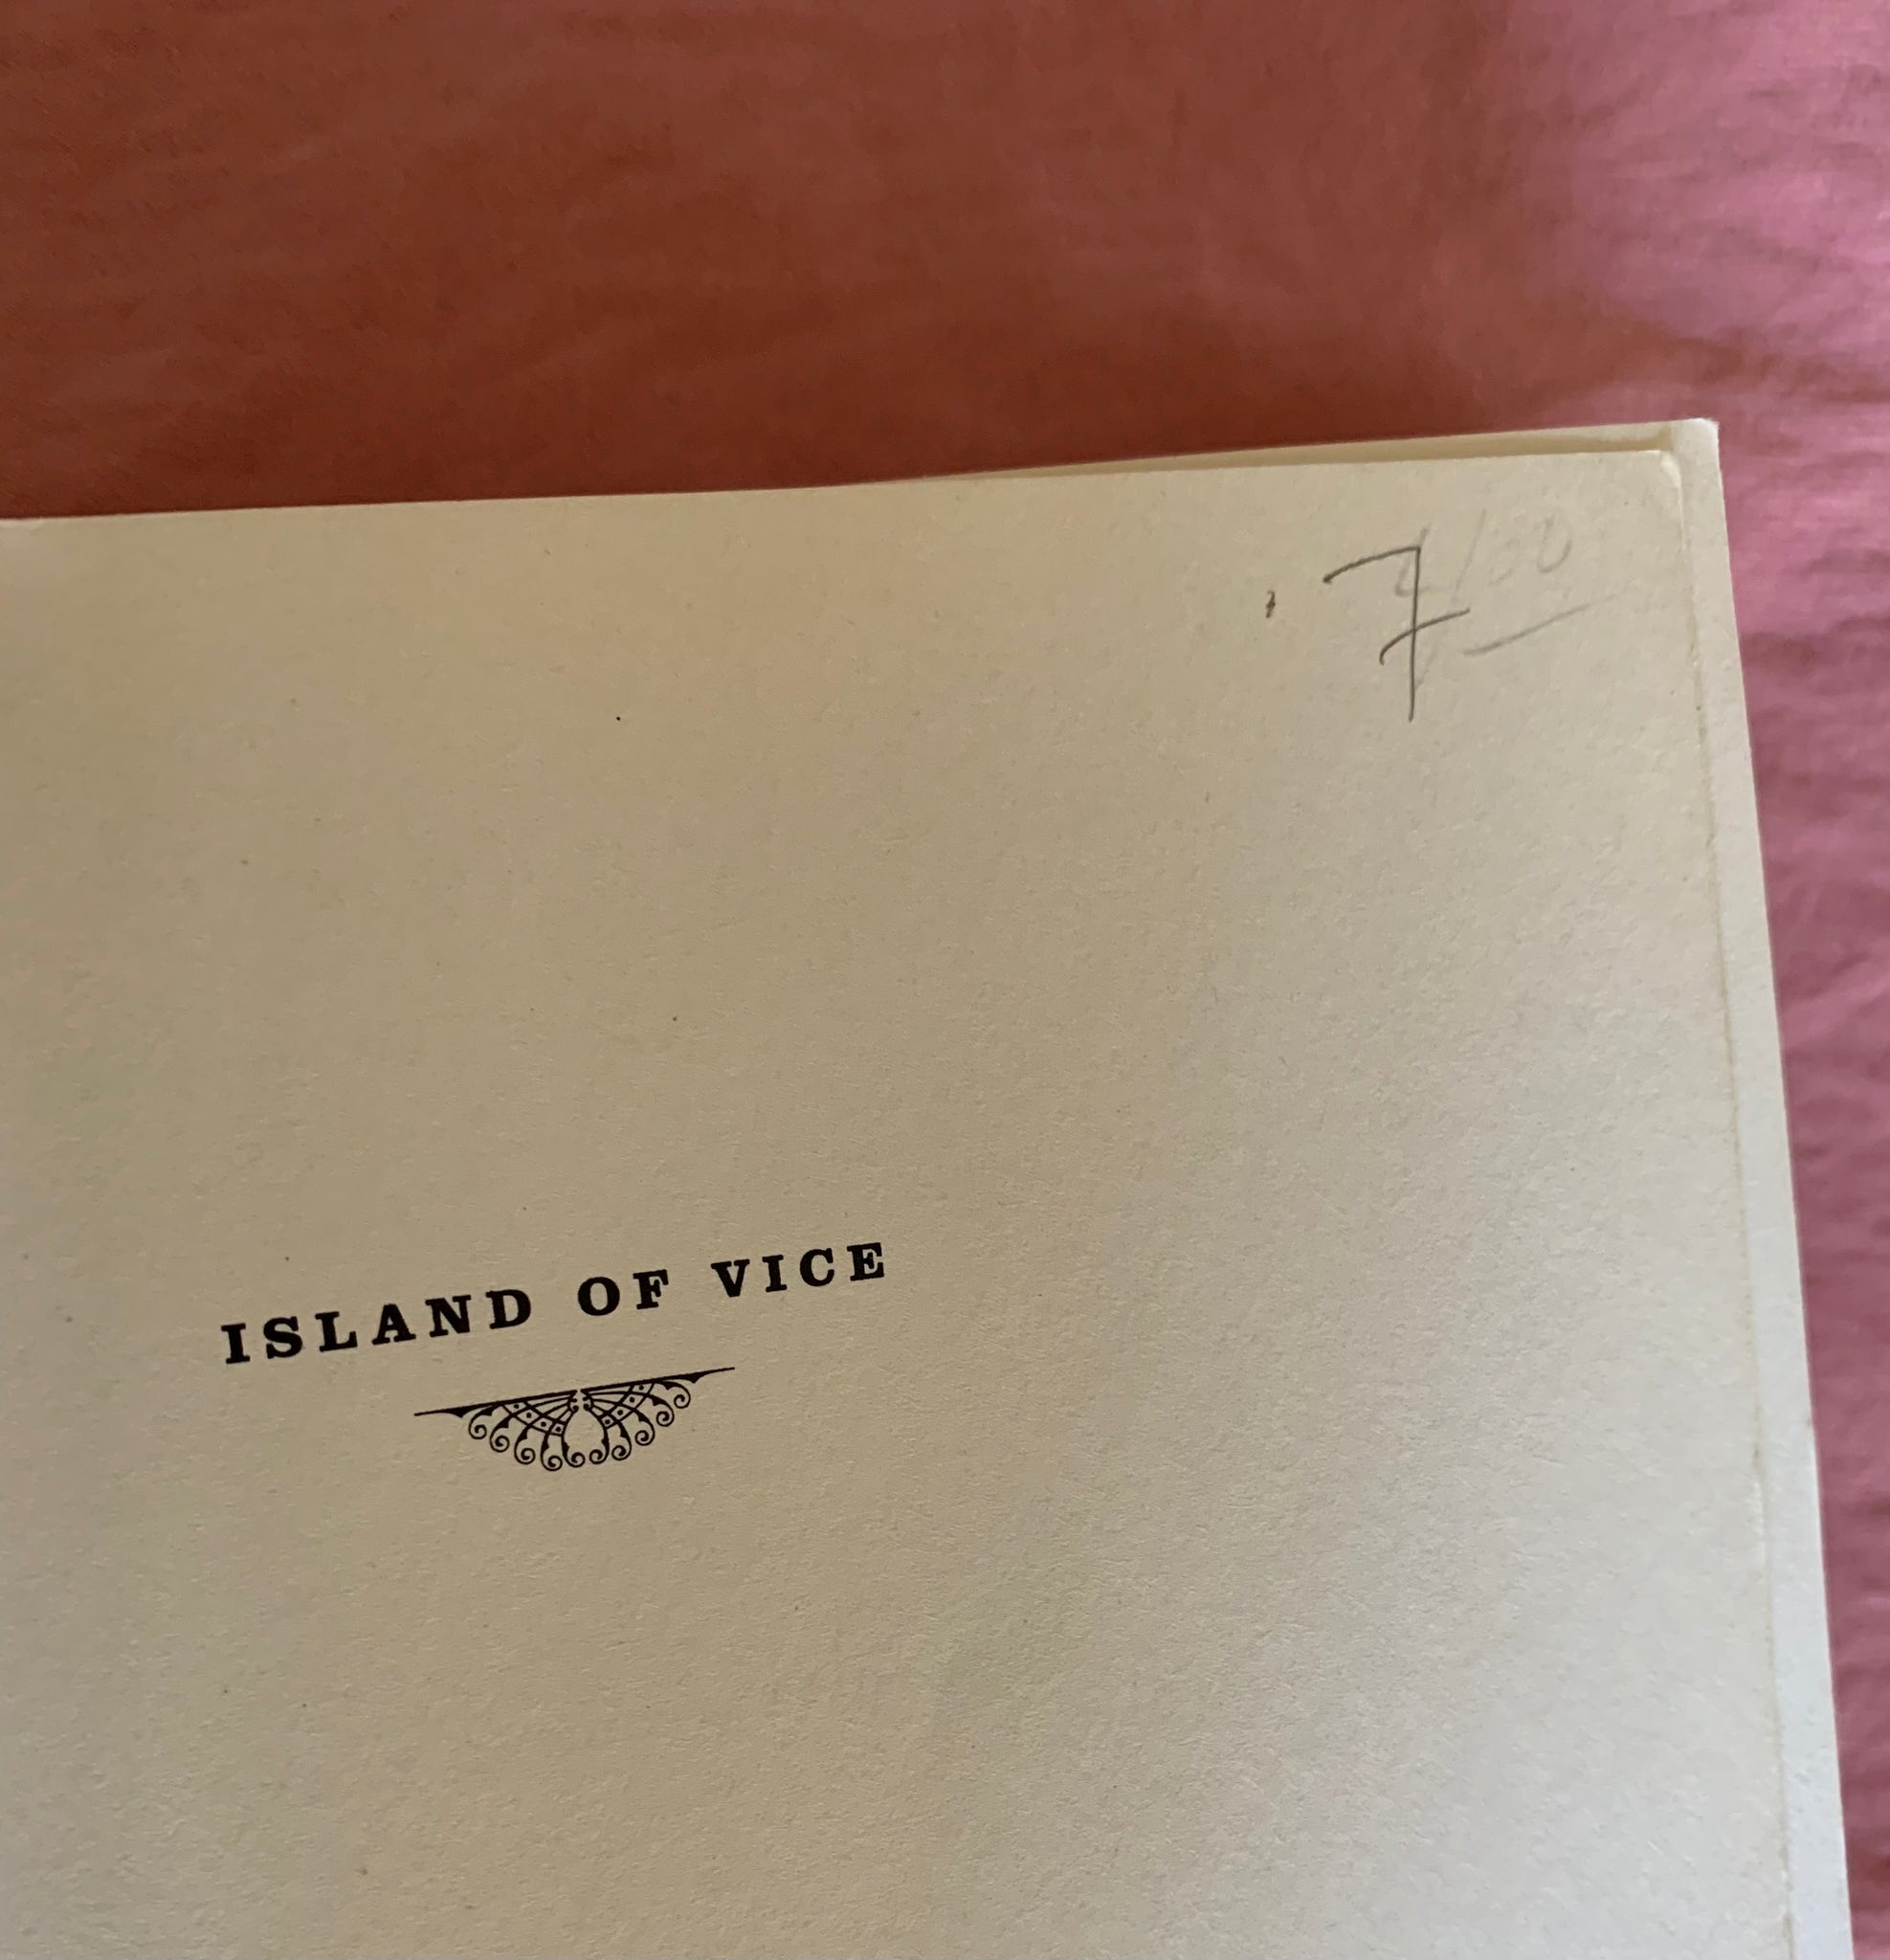 7
ISLAND OF VICE